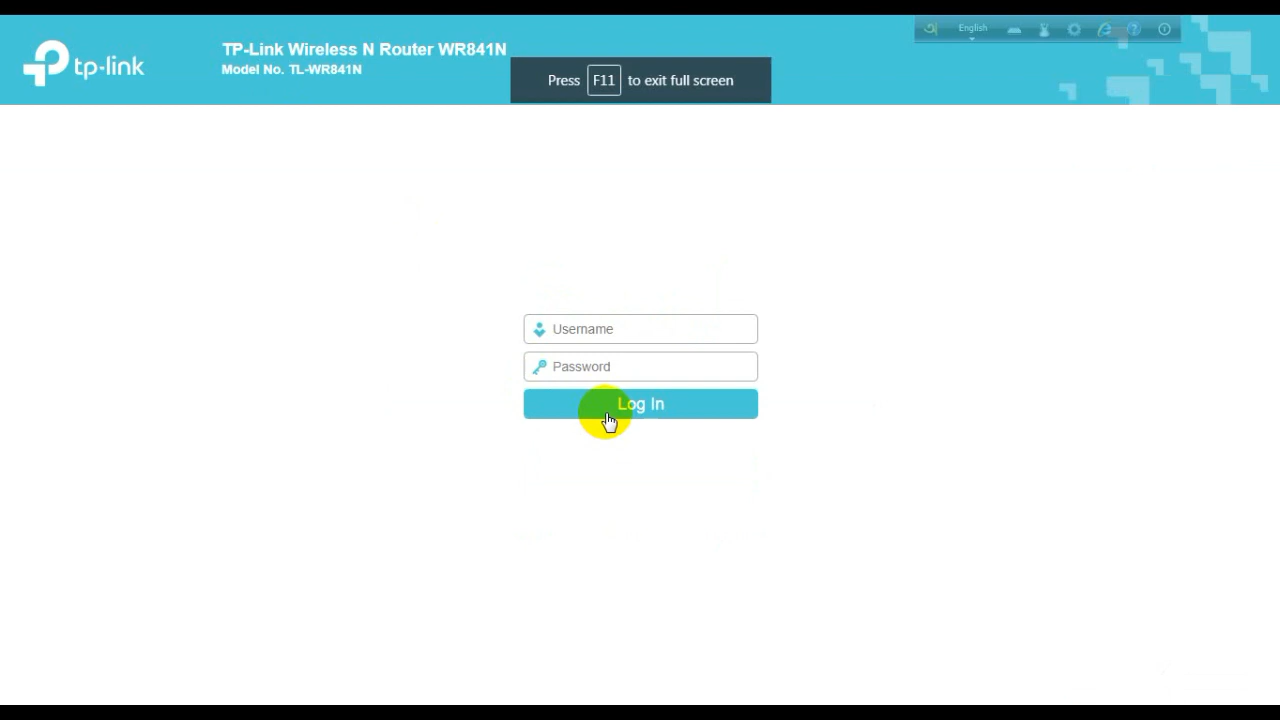 tp-link
TP-Link Wireless N Router WR841N
Model No. TL-WR841N
English
Press F11 to exit full screen
Username
Password
Log In